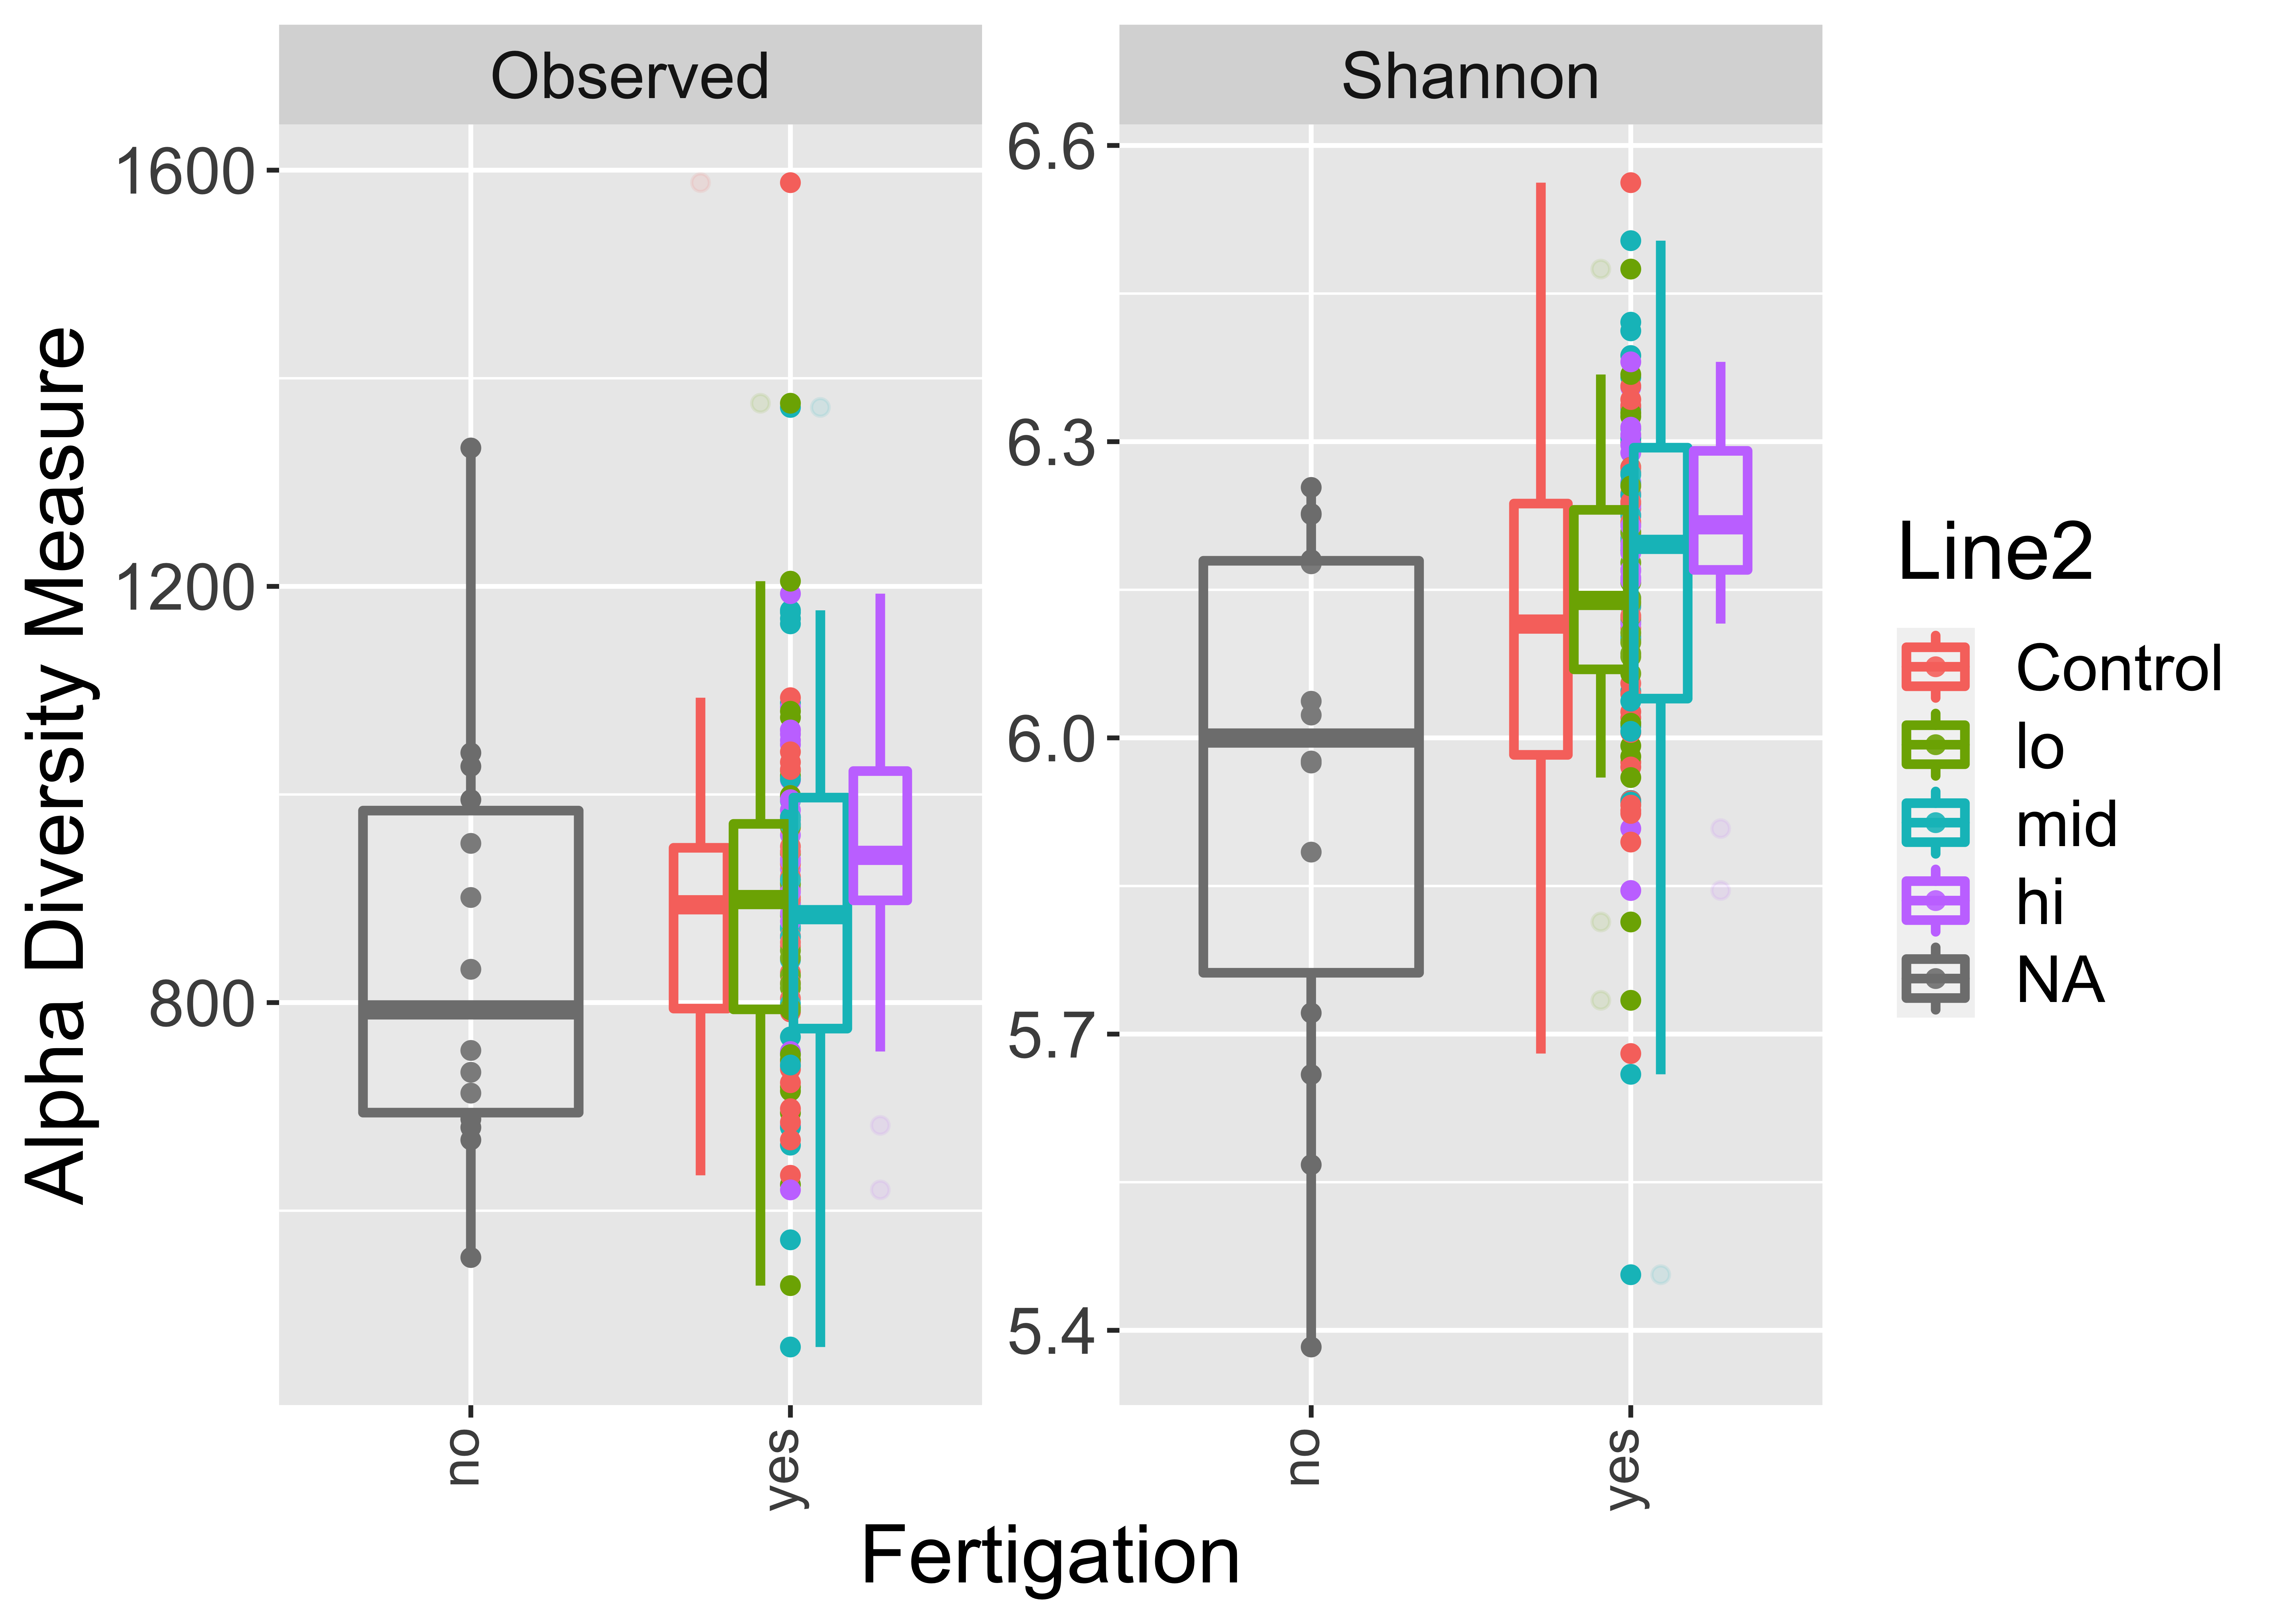 Observed
Shannon
Alpha Diversity Measure
1600
1200
800
6.6
6.3
6.0
5.7
5.4
no
yes
no
yes
Fertigation
Line2
Control
lo
mid
hi
NA